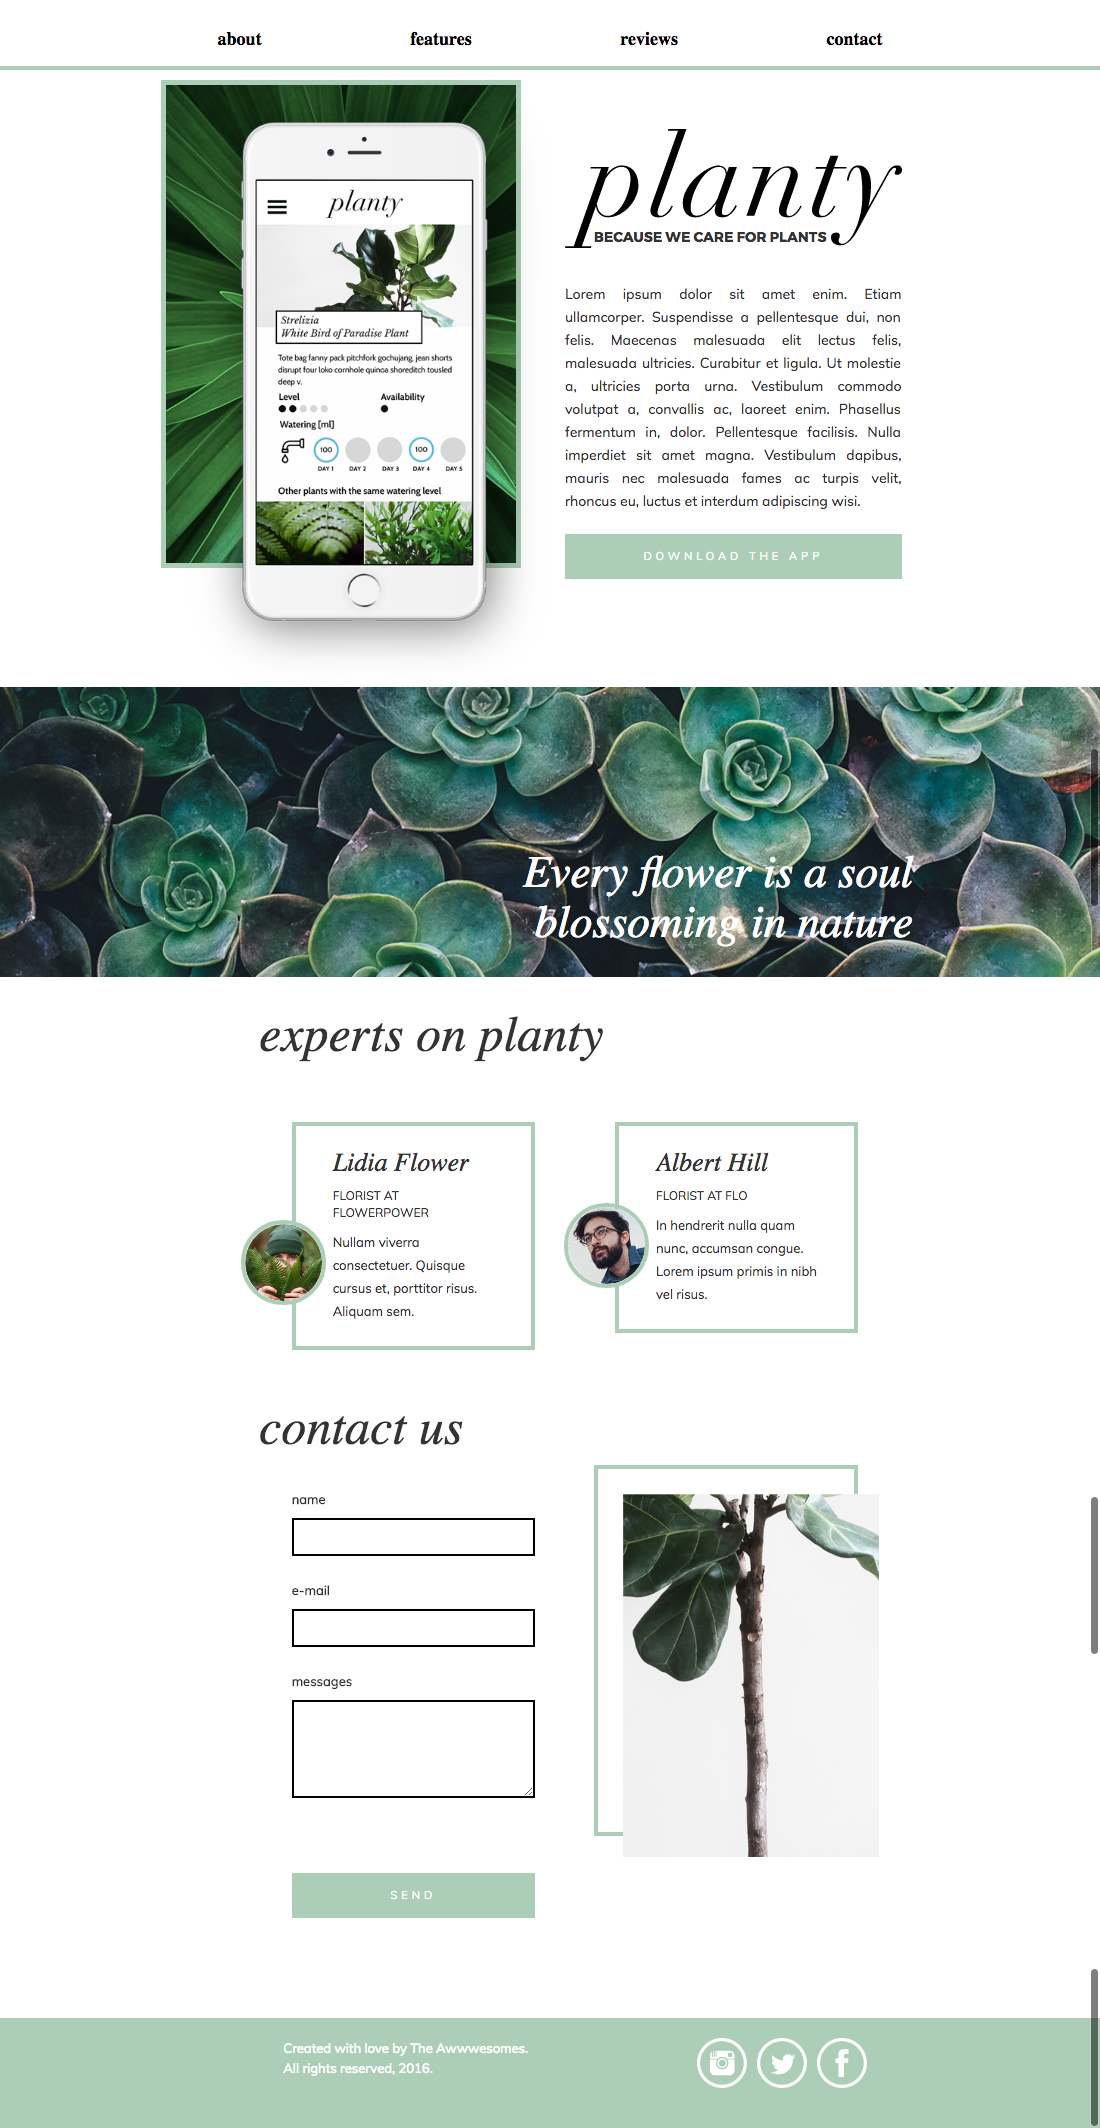 about features reviews contact
planty
Strelizia
White Bird of Paradise Plant
Tote bag fanny pack pitchfork gochujang, jean shorts
disrupt four loko cornhole quinoa shoreditch tousled
deep v.
Level Availability
Watering [ml]
100 100
DAY 1 DAY 2 DAY 3 DAY 4 DAY 5
Other plants with the same watering level
planty
BECAUSE WE CARE FOR PLANTS
Lorem ipsum dolor sit amet enim. Etiam
ullamcorper. Suspendisse a pellentesque dui, non
felis. Maecenas malesuada elit lectus felis,
malesuada ultricies. Curabitur et ligula. Ut molestie
a, ultricies porta urna. Vestibulum commodo
volutpat a, convallis ac, laoreet enim. Phasellus
fermentum in, dolor. Pellentesque facilisis. Nulla
imperdiet sit amet magna. Vestibulum dapibus,
mauris nec malesuada fames ac turpis velit,
rhoncus eu, luctus et interdum adipiscing wisi.
DOWNLOAD THE APP
Every flower is a soul
blossoming in nature
experts on planty
Lidia Flower
FLORIST AT
FLOWERPOWER
Nullam viverra
consectetuer. Quisque
cursus et, porttitor risus.
Aliquam sem.
Albert Hill
FLORIST AT FLO
In hendrerit nulla quam
nunc, accumsan congue.
Lorem ipsum primis in nibh
vel risus.
contact us
name
e-mail
messages
SEND
Created with love by The Awwwesomes.
All rights reserved, 2016.